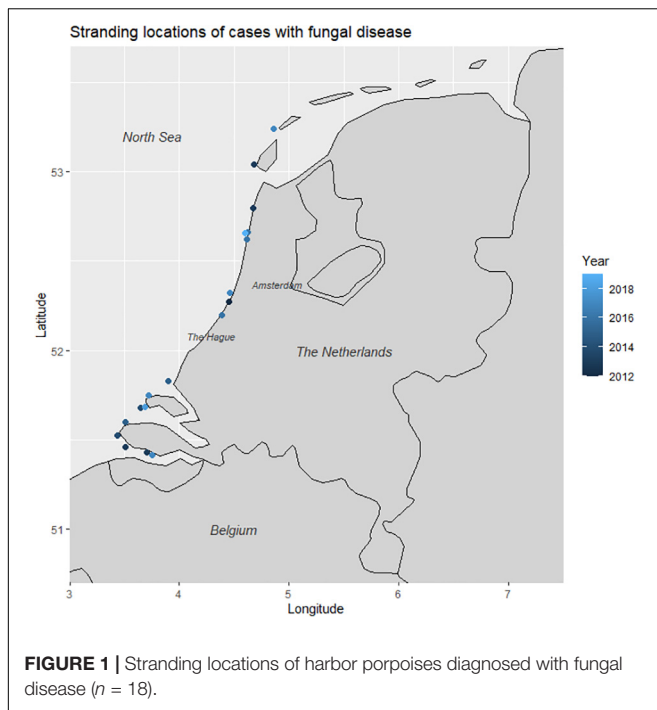 Stranding locations of cases with fungal disease
North Sea
53
Amsterdam
Year
2018
2016
2014
2012
Latitude
The Hague
52
The Netherlands
51
Belgium
3 4 5 6 7
Longitude
FIGURE 1 | Stranding locations of harbor porpoises diagnosed with fungal
disease (n = 18).